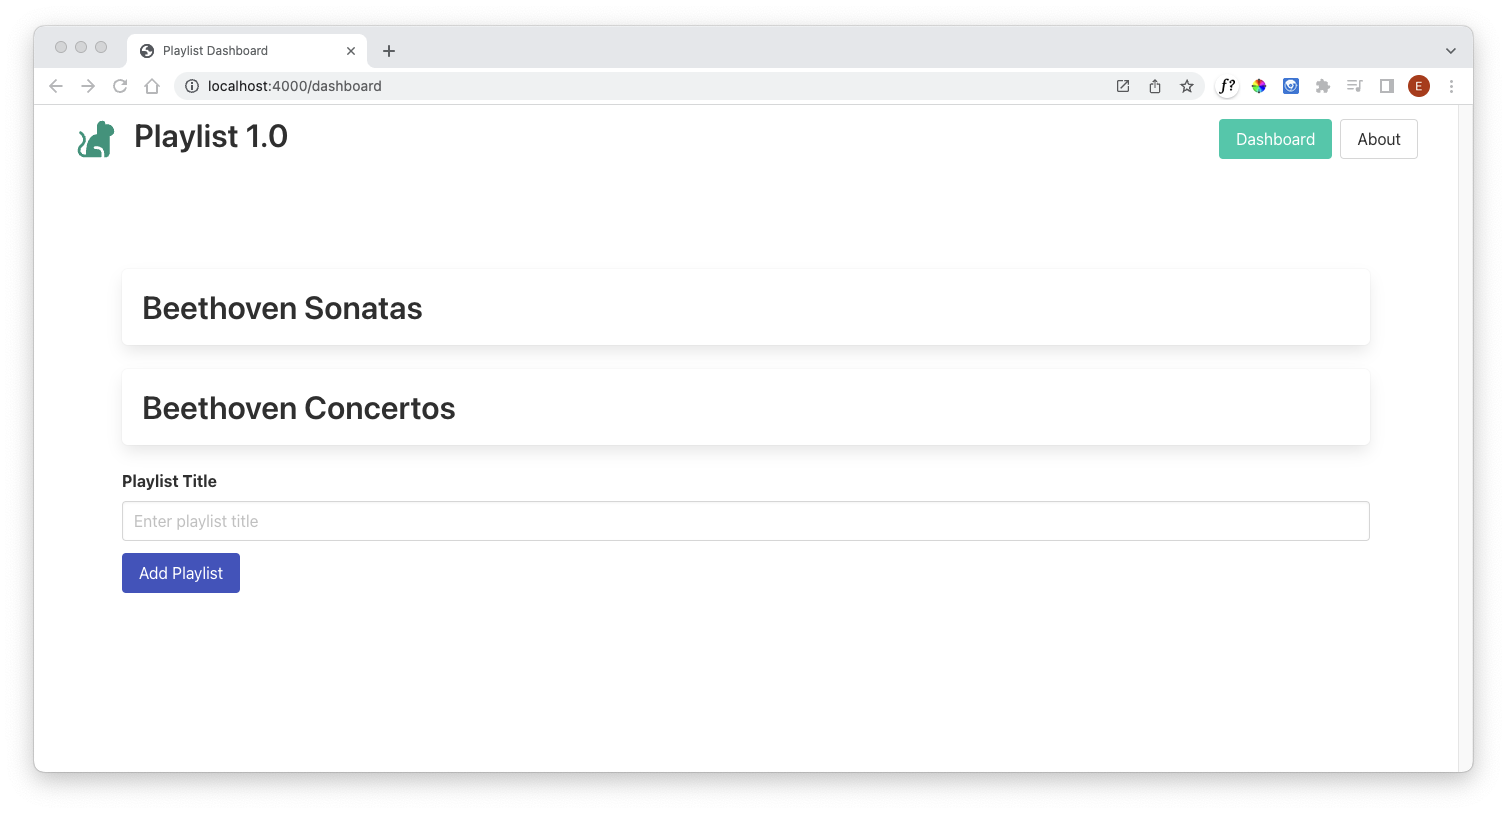 Playlist Dashboard
localhost:4000/dashboard
f?
E
Playlist 1.0
Dashboard
About
Beethoven Sonatas
Beethoven Concertos
Playlist Title
Enter playlist title
Add Playlist